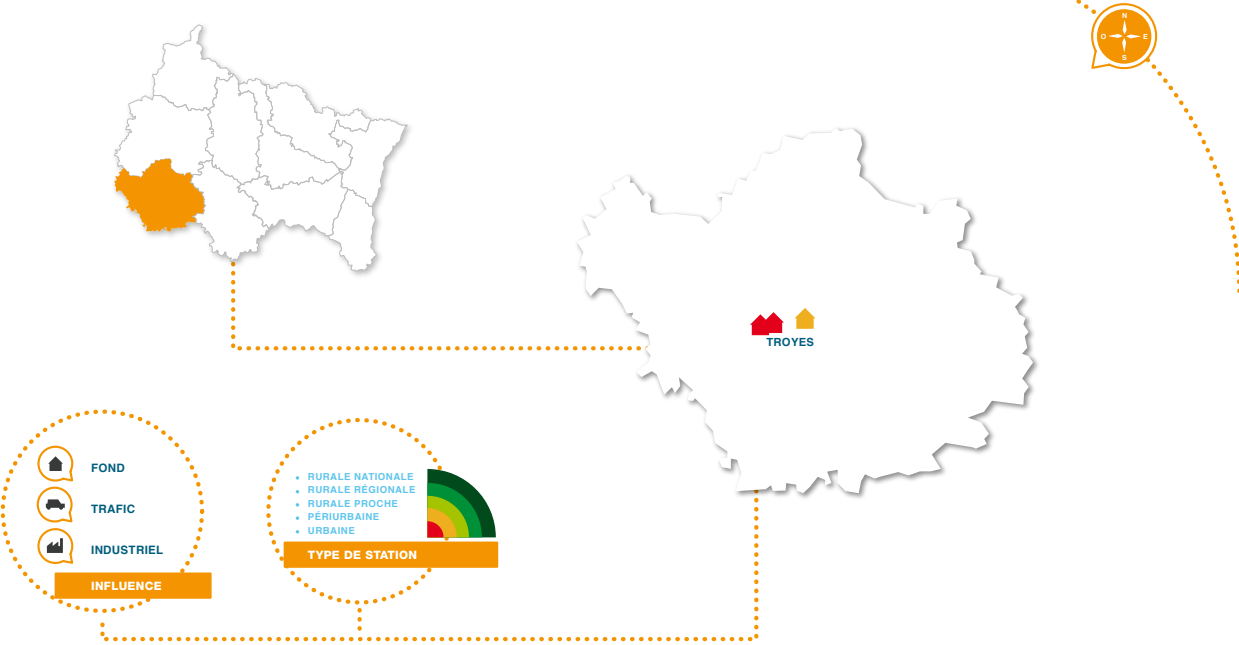 N
O E
S
TROYES
FOND
TRAFIC
INDUSTRIEL
INFLUENCE
• RURALE NATIONALE
• RURALE RÉGIONALE
• RURALE PROCHE
• PÉRIURBAINE
• URBAINE
TYPE DE STATION